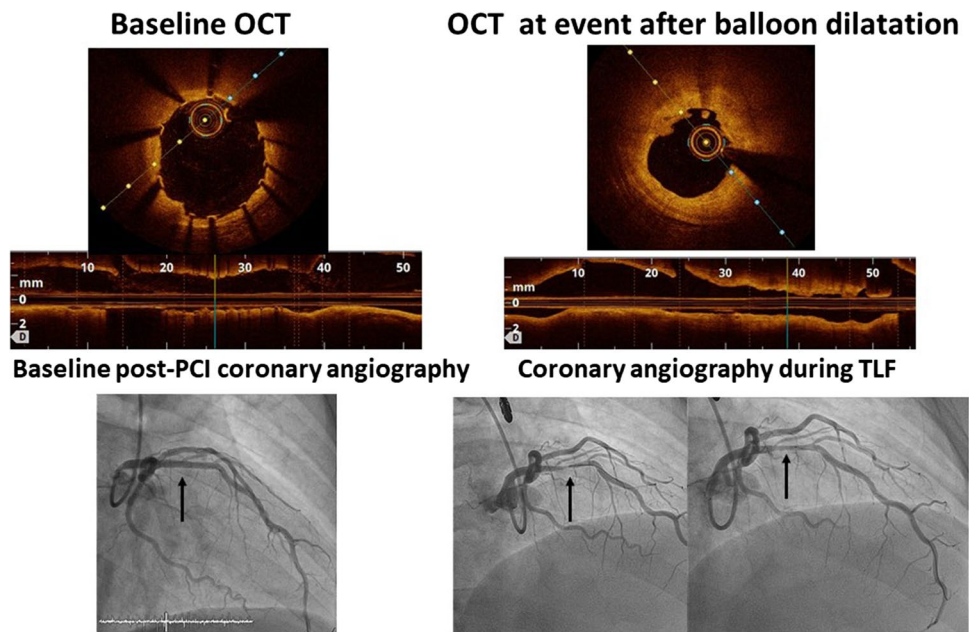 Baseline OCT
OCT at event after balloon dilatation
10 20 30 40 50
mm
0
2
D
10 20 30 40 50
mm
0
2
D
Baseline post-PCI coronary angiography
Coronary angiography during TLF